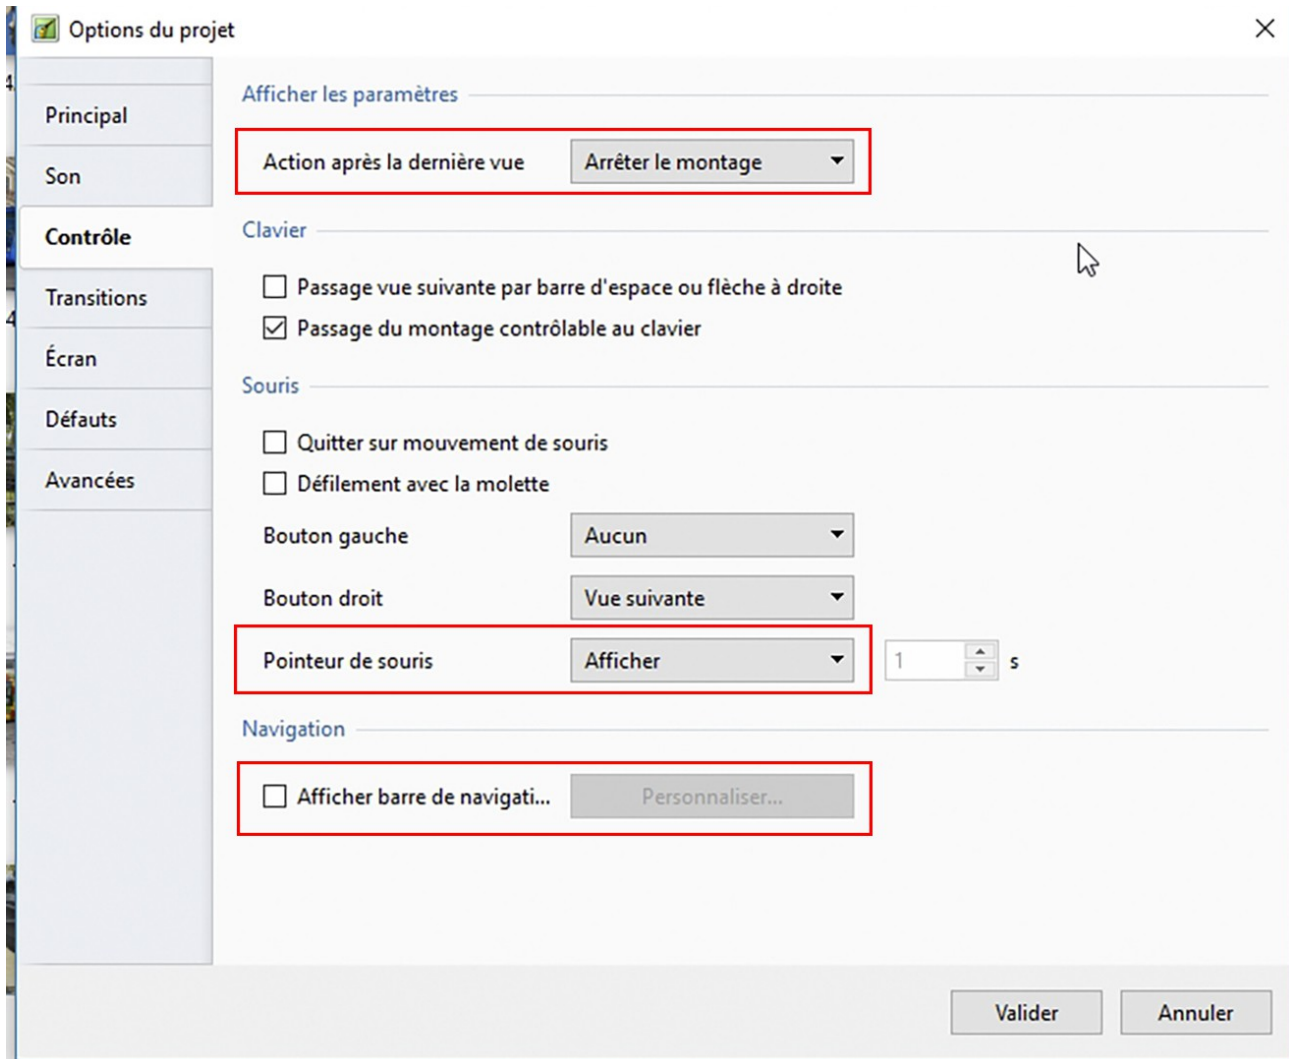 Options du projet
Principal
Son
Contrôle
Transitions
Écran
Défauts
Avancées
Afficher les paramètres
Action après la dernière vue Arrêter le montage
Clavier
Passage vue suivante par barre d'espace ou flèche à droite
Passage du montage contrôlable au clavier
Souris
Quitter sur mouvement de souris
Défilement avec la molette
Bouton gauche Aucun
Bouton droit Vue suivante
Pointeur de souris Afficher 1 s
Navigation
Afficher barre de navigati... Personnaliser...
Valider Annuler